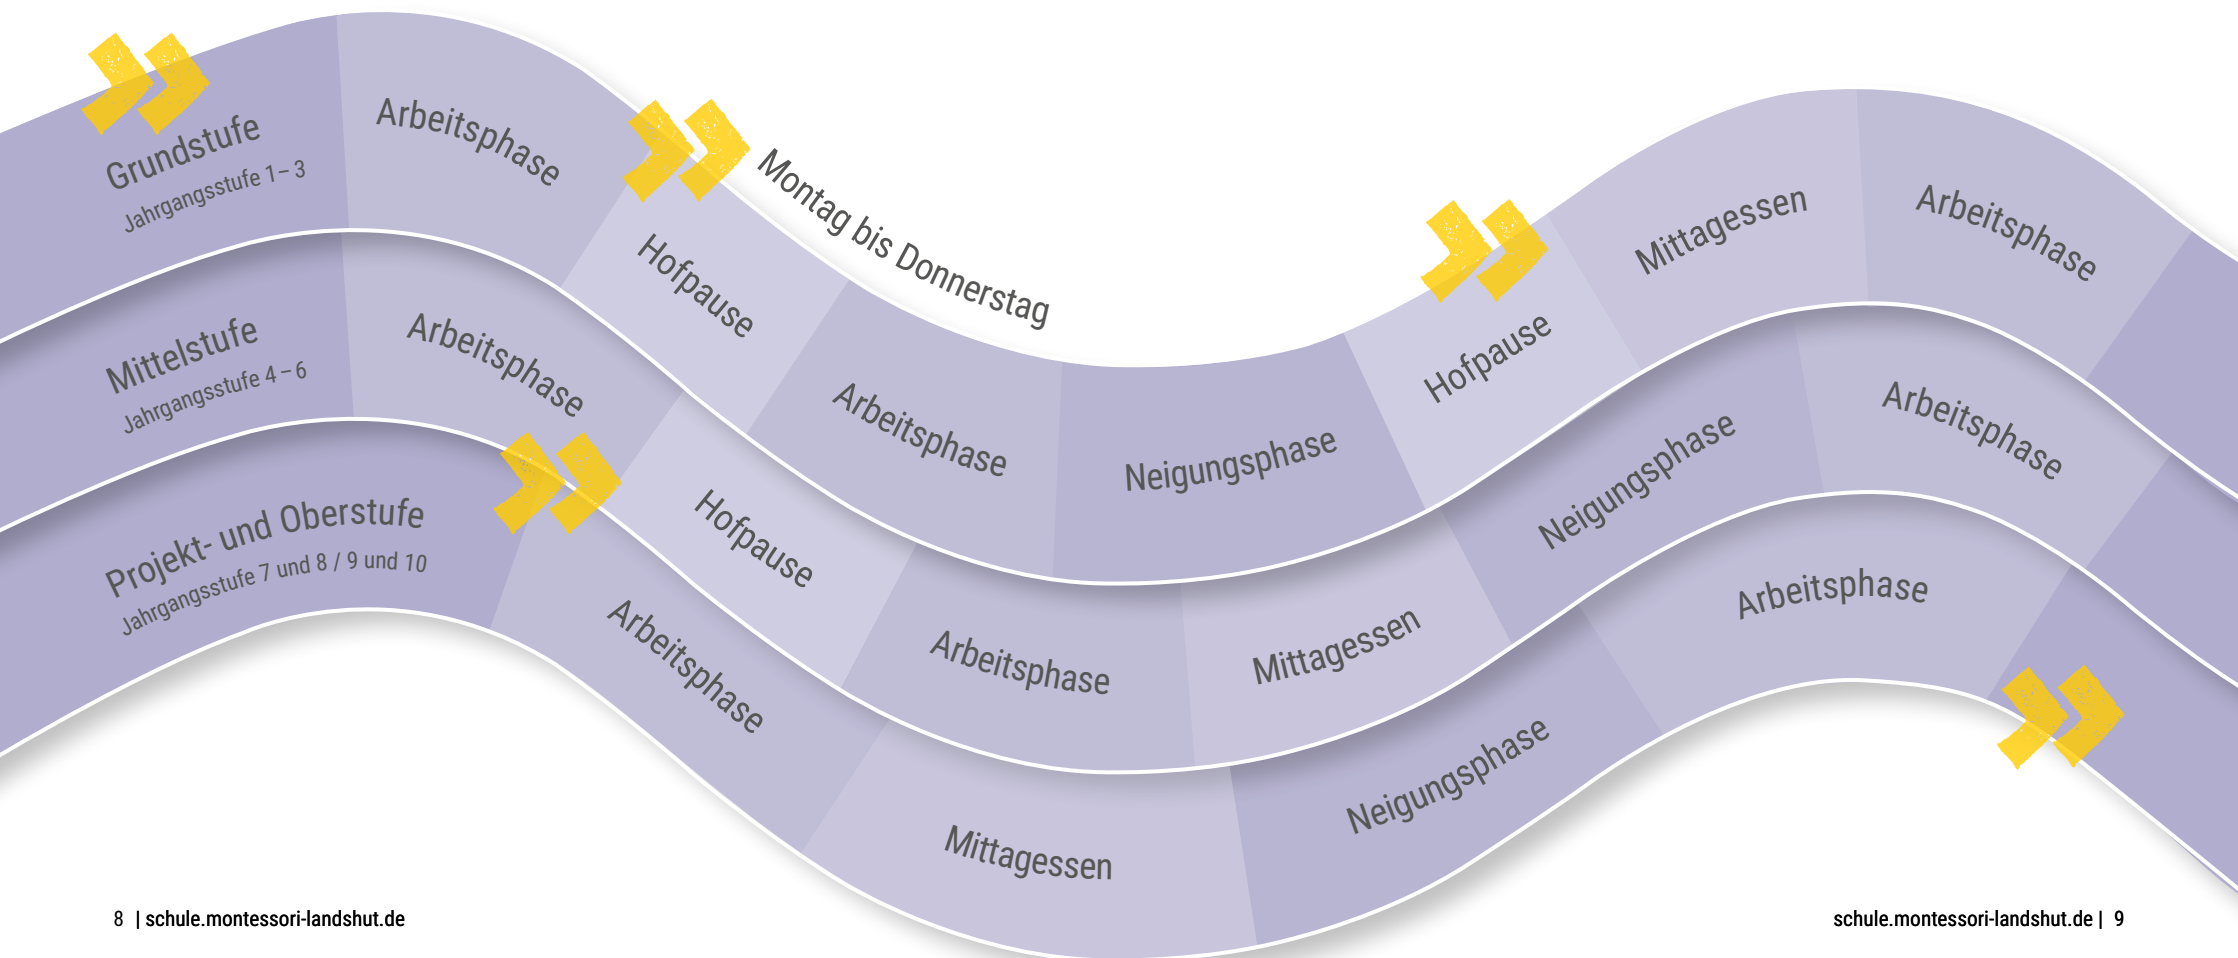 Grundstufe
Jahrgangsstufe 1 – 3
Arbeitsphase
Hofpause
Montag bis Donnerstag
Arbeitsphase
Neigungsphase
Hofpause
Mittagessen
Arbeitsphase
Mittelstufe
Jahrgangsstufe 4 – 6
Arbeitsphase
Hofpause
Arbeitsphase
Mittagessen
Neigungsphase
Arbeitsphase
Projekt- und Oberstufe
Jahrgangsstufe 7 und 8 / 9 und 10
Arbeitsphase
Mittagessen
Neigungsphase
Arbeitsphase
8 | schule.montessori-landshut.de
schule.montessori-landshut.de | 9